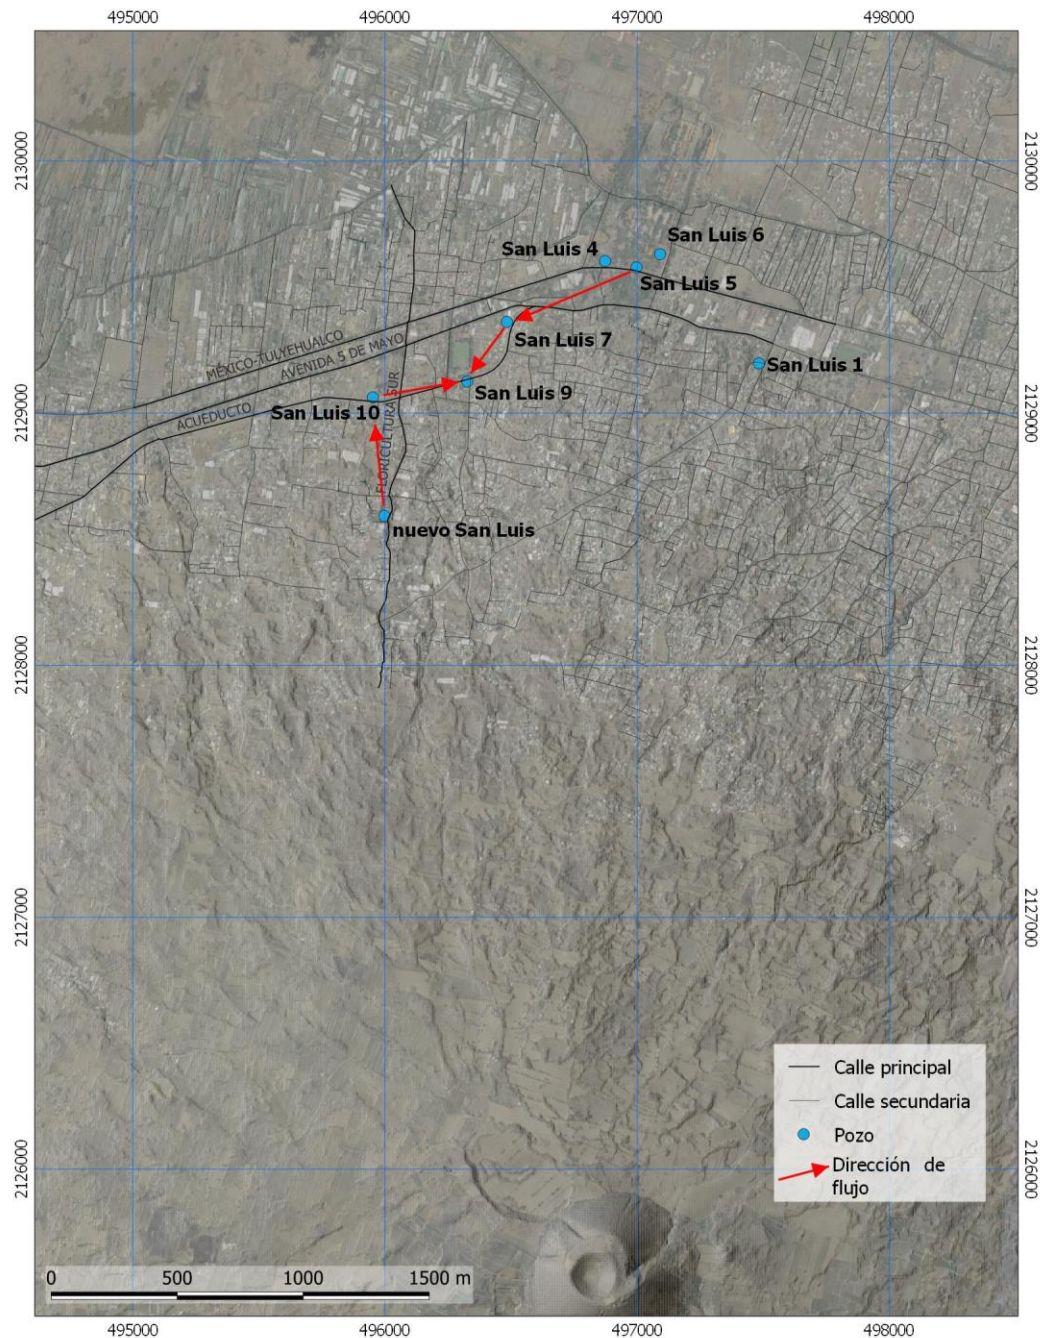 495000
496000
497000
498000
2130000
2130000
San Luis 6
San Luis 4
San Luis 5
San Luis 7
MÉXICO-TULYEHUALCO
AVENIDA 5 DE MAYO
San Luis 1
San Luis 9
FLORICULTURA SUR
San Luis 10
ACUEDUCTO
2129000
2129000
nuevo San Luis
2128000
2128000
2127000
2127000
Calle principal
Calle secundaria
Pozo
Dirección de
flujo
2126000
2126000
0 500 1000 1500 m
495000
496000
497000
498000